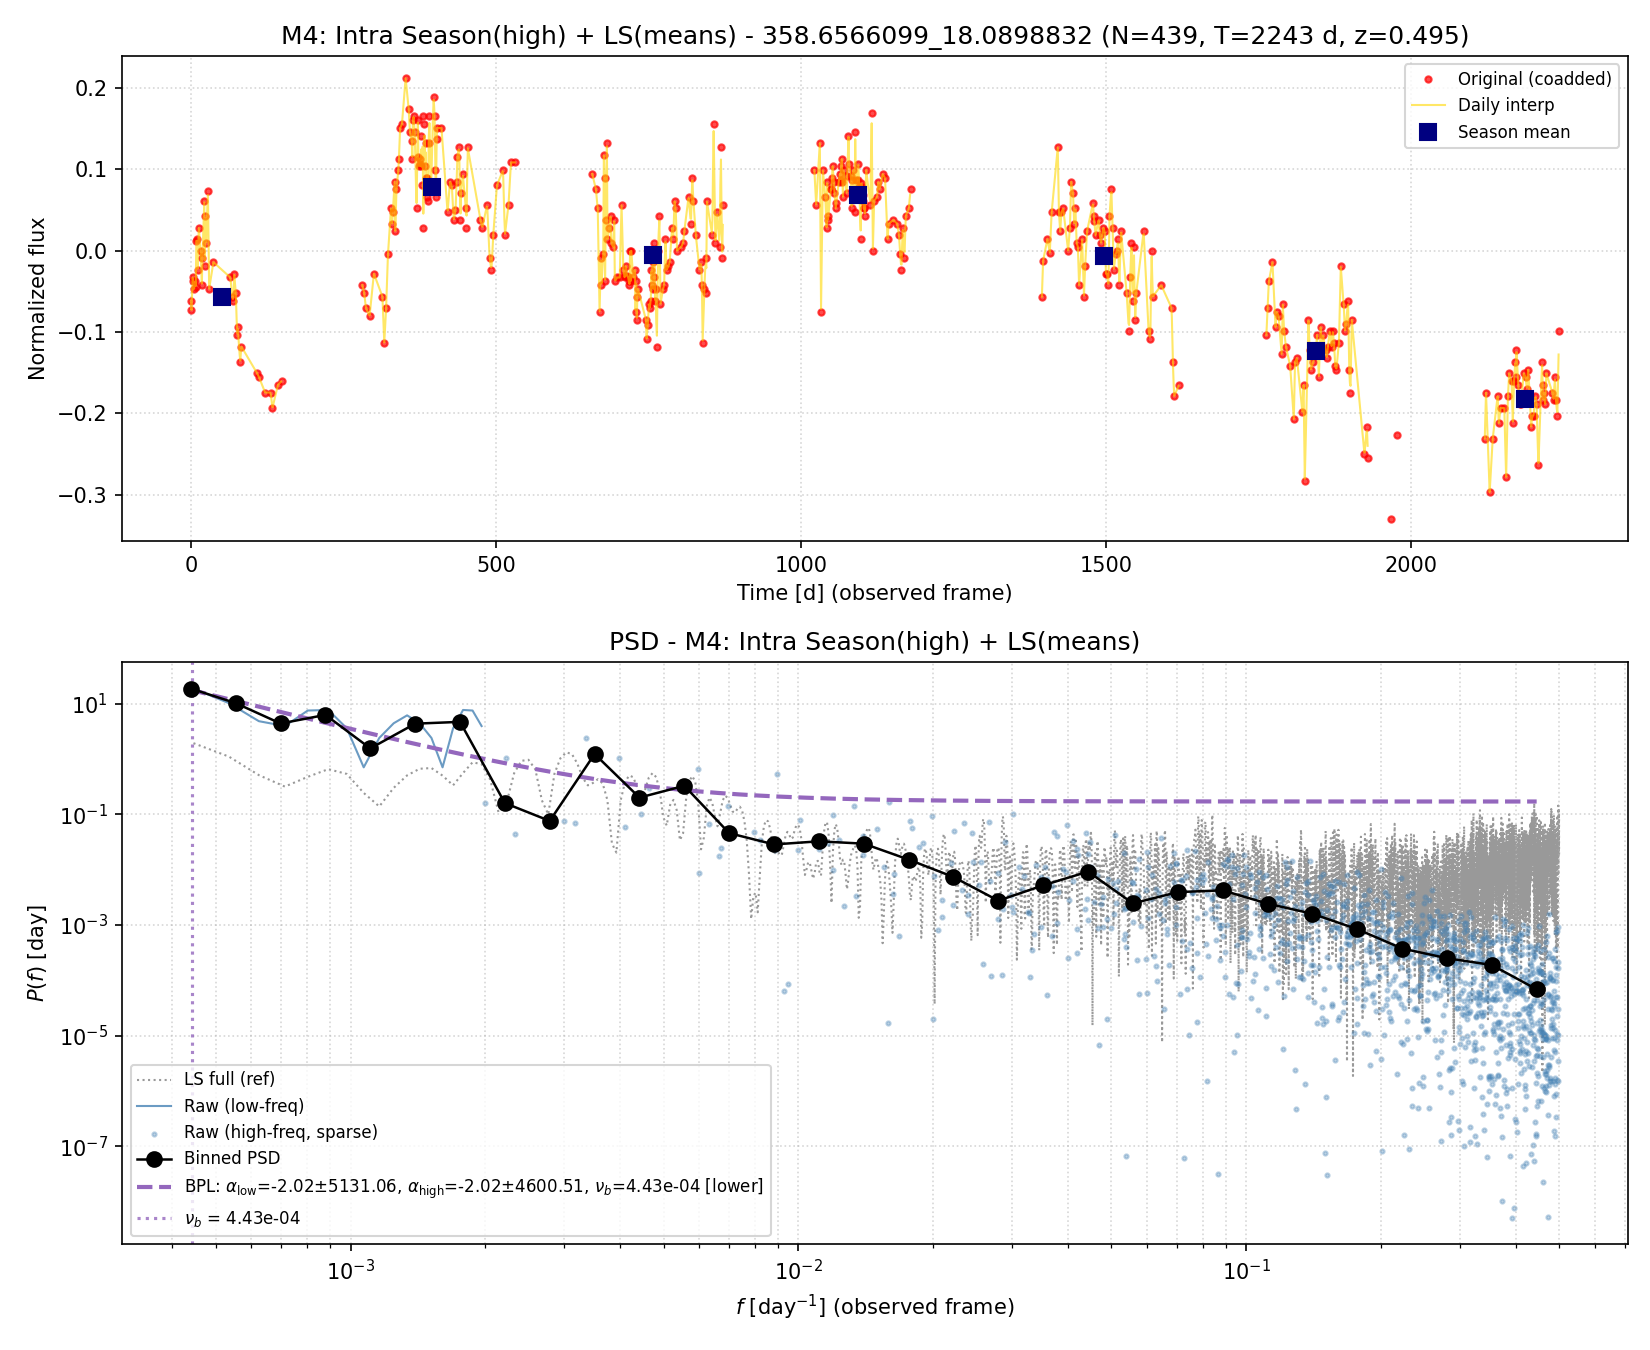 M4: Intra Season(high) + LS(means) - 358.6566099_18.0898832 (N=439, T=2243 d, z=0.495)
Normalized flux
0.2
0.1
0.0
−0.1
−0.2
−0.3
Original (coadded)
Daily interp
Season mean
0 500 1000 1500 2000
Time [d] (observed frame)
PSD - M4: Intra Season(high) + LS(means)
P(f) [day]
10¹
10⁻¹
10⁻³
10⁻⁵
10⁻⁷
LS full (ref)
Raw (low-freq)
Raw (high-freq, sparse)
Binned PSD
BPL: α_low=-2.02±5131.06, α_high=-2.02±4600.51, ν_b=4.43e-04 [lower]
ν_b = 4.43e-04
10⁻³ 10⁻² 10⁻¹
f [day⁻¹] (observed frame)